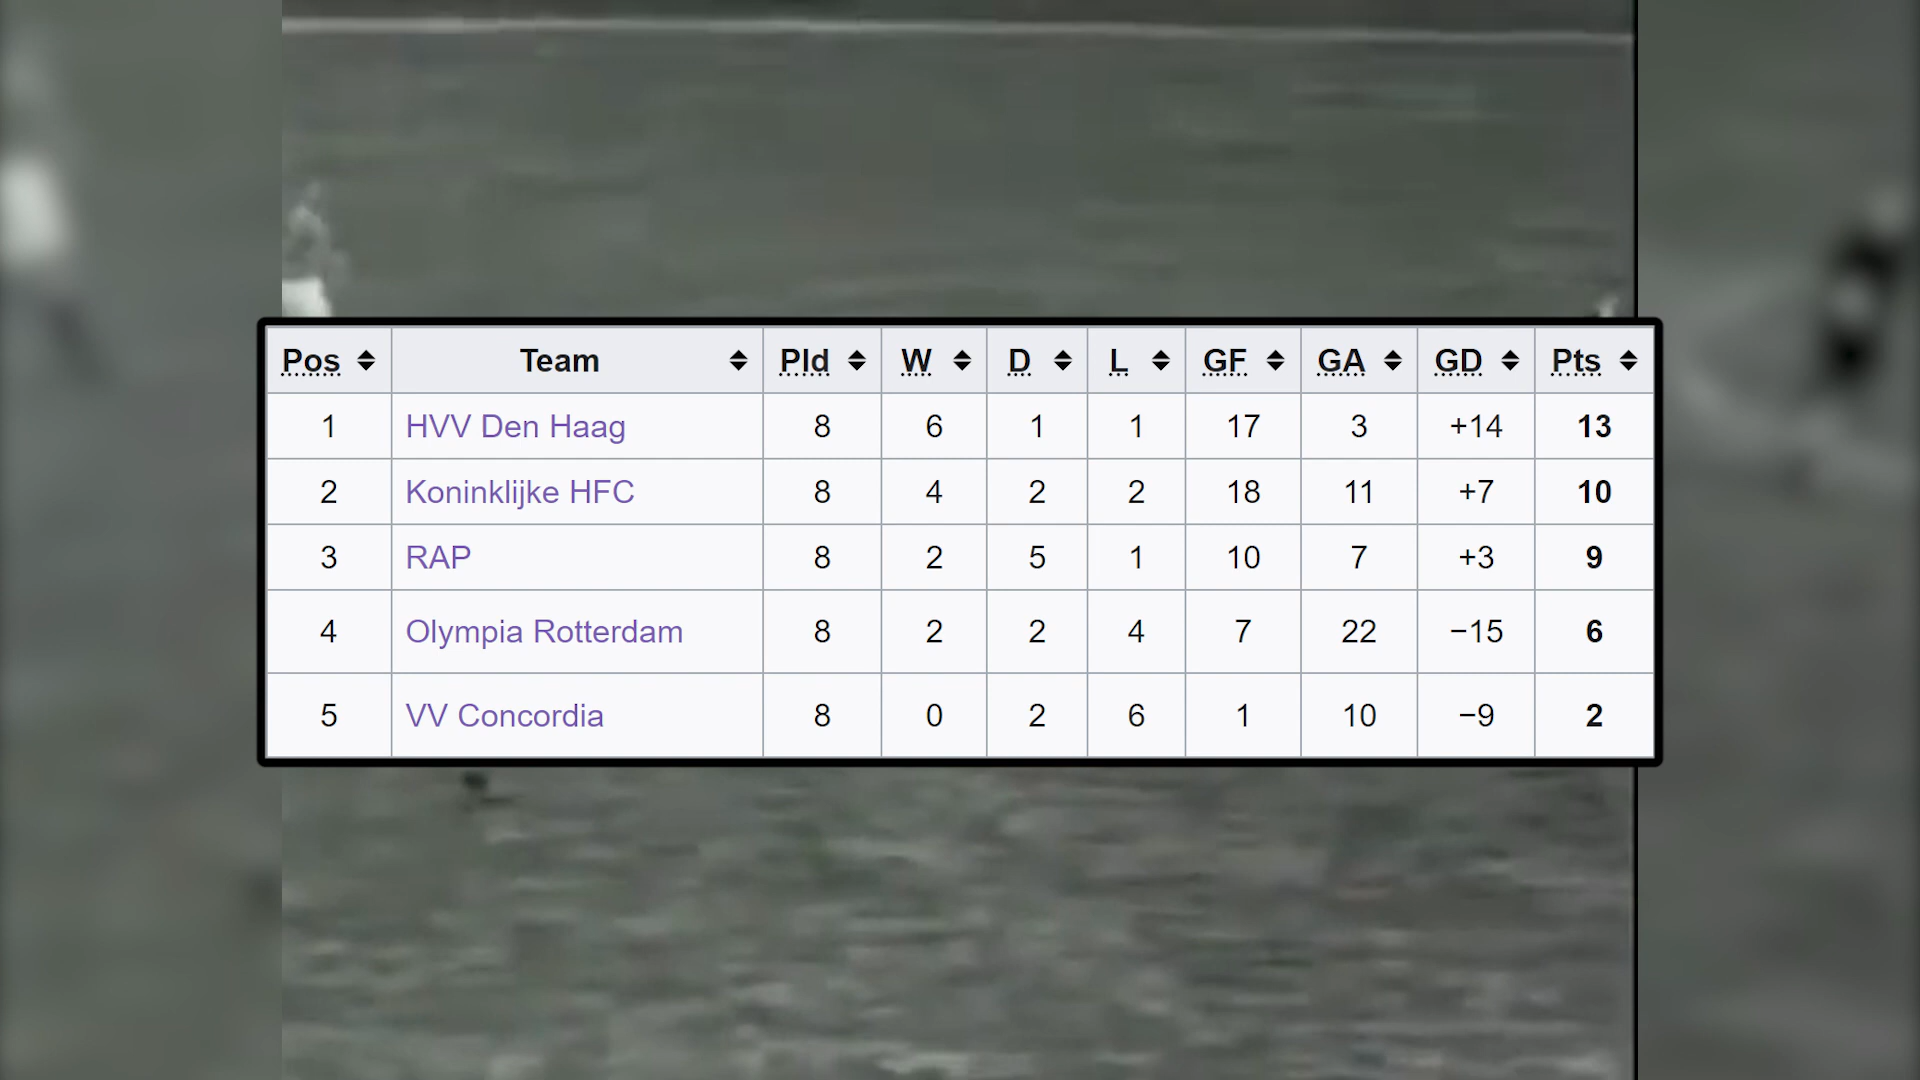 Pos Team Pld W D L GF GA GD Pts
1 HVV Den Haag 8 6 1 1 17 3 +14 13
2 Koninklijke HFC 8 4 2 2 18 11 +7 10
3 RAP 8 2 5 1 10 7 +3 9
4 Olympia Rotterdam 8 2 2 4 7 22 −15 6
5 VV Concordia 8 0 2 6 1 10 −9 2